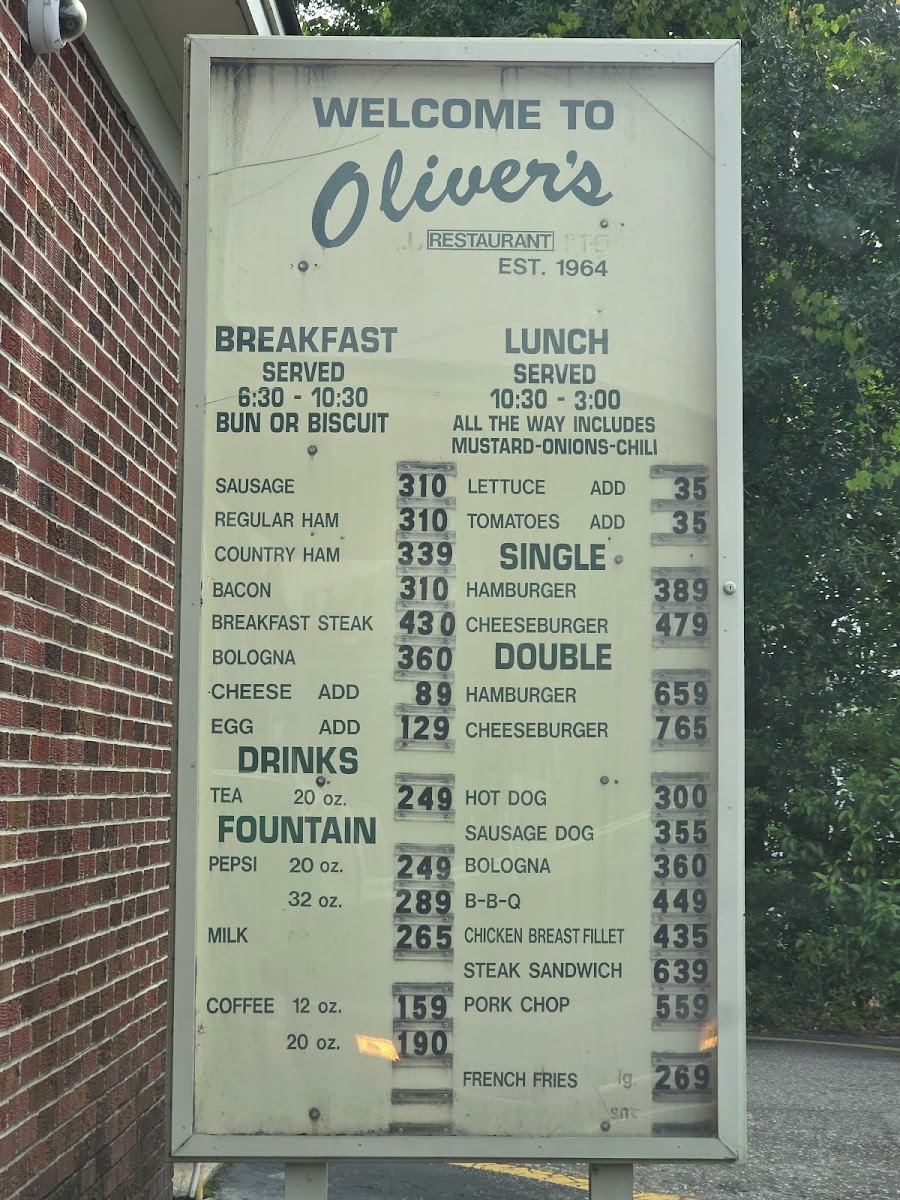 WELCOME TO
Oliver's
RESTAURANT
EST. 1964
BREAKFAST
SERVED
6:30 - 10:30
BUN OR BISCUIT
SAUSAGE 310
REGULAR HAM 310
COUNTRY HAM 339
BACON 310
BREAKFAST STEAK 430
BOLOGNA 360
CHEESE ADD 89
EGG ADD 129
DRINKS
TEA 20 oz. 249
FOUNTAIN
PEPSI 20 oz. 249
32 oz. 289
MILK 265
COFFEE 12 oz. 159
20 oz. 190
LUNCH
SERVED
10:30 - 3:00
ALL THE WAY INCLUDES
MUSTARD-ONIONS-CHILI
LETTUCE ADD 35
TOMATOES ADD 35
SINGLE
HAMBURGER 389
CHEESEBURGER 479
DOUBLE
HAMBURGER 659
CHEESEBURGER 765
HOT DOG 300
SAUSAGE DOG 355
BOLOGNA 360
B-B-Q 449
CHICKEN BREAST FILLET 435
STEAK SANDWICH 639
PORK CHOP 559
FRENCH FRIES lg 269